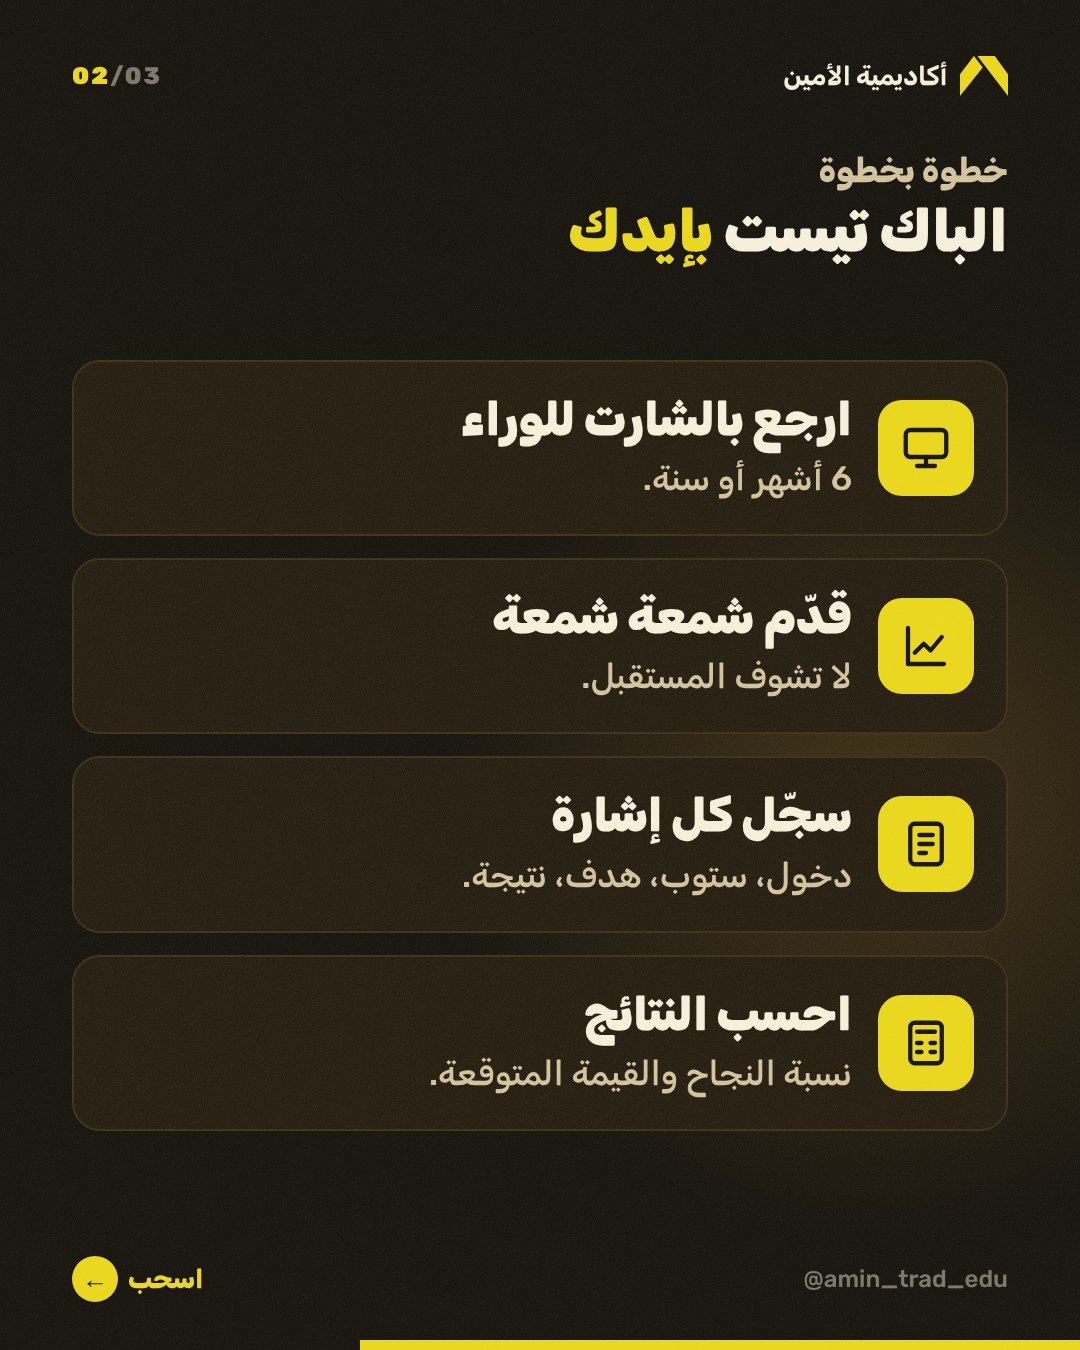 أكاديمية الأمين
02/03
خطوة بخطوة
الباك تيست بإيدك
ارجع بالشارت للوراء
6 أشهر أو سنة.
قدّم شمعة شمعة
لا تشوف المستقبل.
سجّل كل إشارة
دخول، ستوب، هدف، نتيجة.
احسب النتائج
نسبة النجاح والقيمة المتوقعة.
@amin_trad_edu
اسحب ←